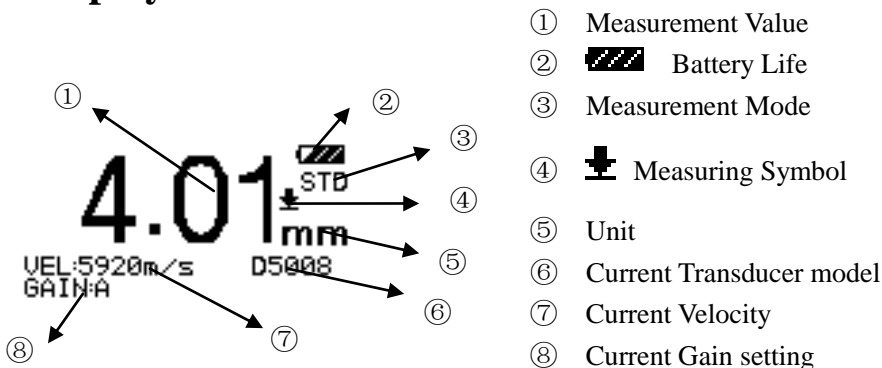 ① Measurement Value
② Battery Life
③ Measurement Mode
④ Measuring Symbol
⑤ Unit
⑥ Current Transducer model
⑦ Current Velocity
⑧ Current Gain setting
① ② ③
STD
④
4.01 mm
⑤
VEL:5920m/s D5008
GAIN:A
⑥
⑦
⑧